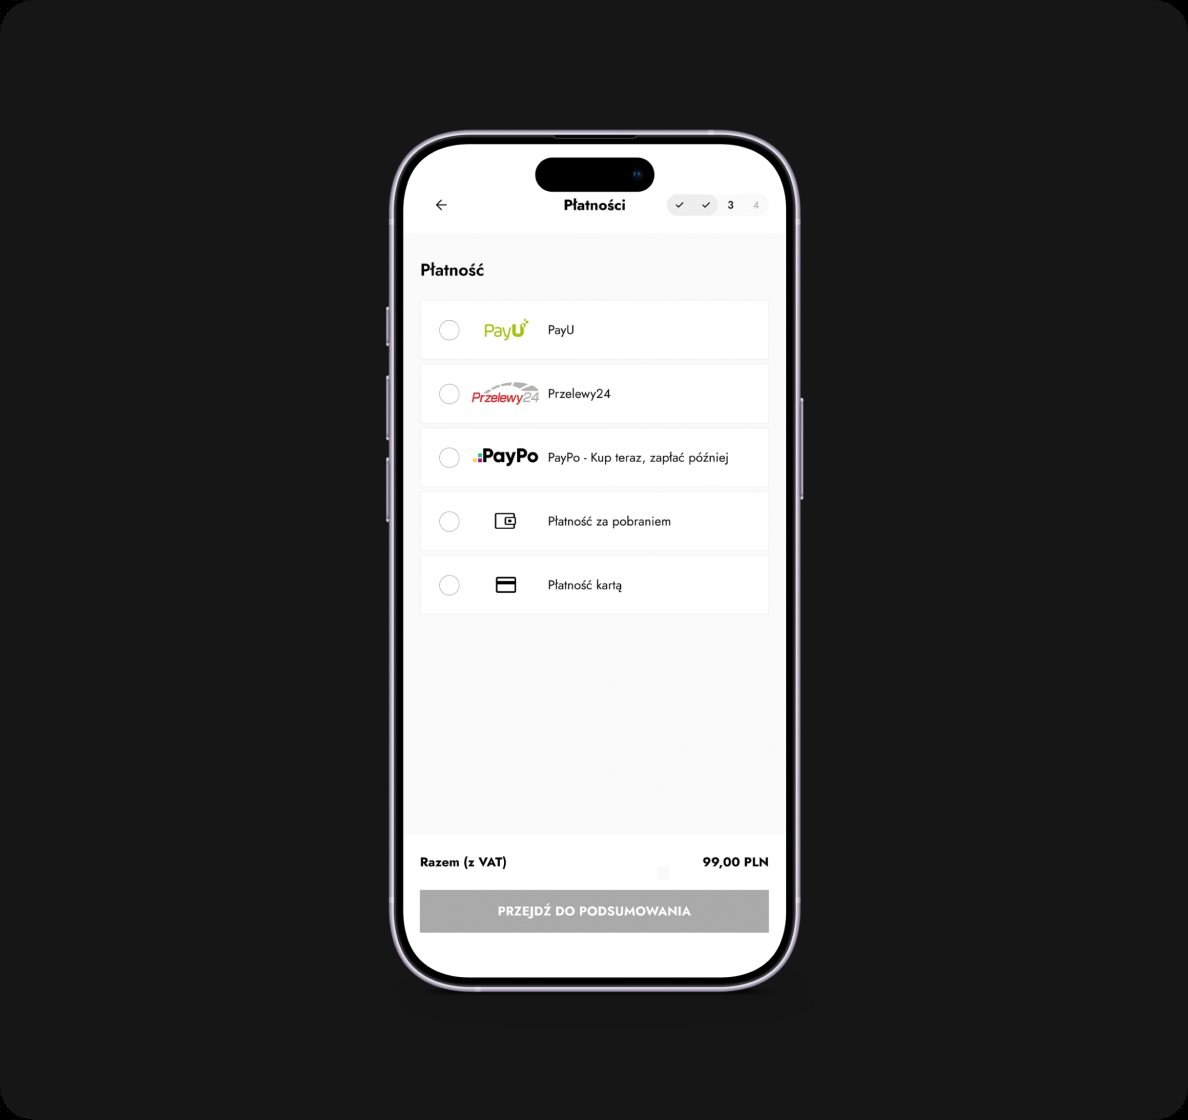 Płatności
3 4
Płatność
PayU PayU
Przelewy24 Przelewy24
PayPo PayPo - Kup teraz, zapłać później
Płatność za pobraniem
Płatność kartą
Razem (z VAT) 99,00 PLN
PRZEJDŹ DO PODSUMOWANIA